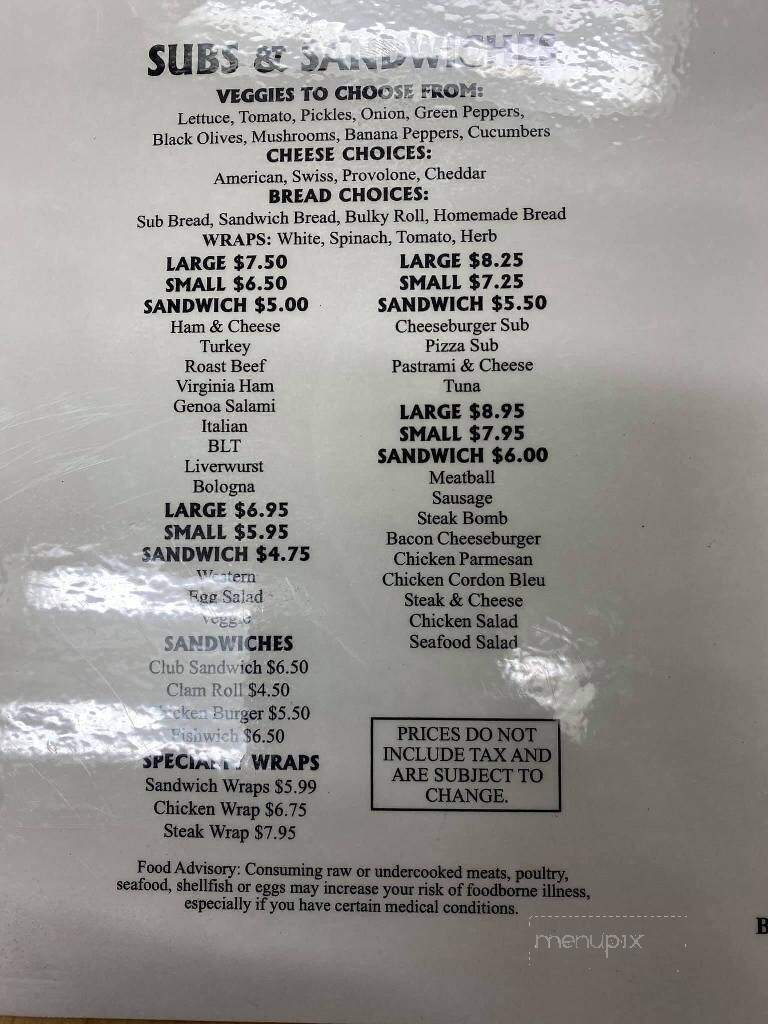 SUBS & SANDWICHES
VEGGIES TO CHOOSE FROM:
Lettuce, Tomato, Pickles, Onion, Green Peppers,
Black Olives, Mushrooms, Banana Peppers, Cucumbers
CHEESE CHOICES:
American, Swiss, Provolone, Cheddar
BREAD CHOICES:
Sub Bread, Sandwich Bread, Bulky Roll, Homemade Bread
WRAPS: White, Spinach, Tomato, Herb
LARGE $7.50
SMALL $6.50
SANDWICH $5.00
Ham & Cheese
Turkey
Roast Beef
Virginia Ham
Genoa Salami
Italian
BLT
Liverwurst
Bologna
LARGE $6.95
SMALL $5.95
SANDWICH $4.75
Western
Egg Salad
Veggie
SANDWICHES
Club Sandwich $6.50
Clam Roll $4.50
Chicken Burger $5.50
Fishwich $6.50
SPECIALTY WRAPS
Sandwich Wraps $5.99
Chicken Wrap $6.75
Steak Wrap $7.95
LARGE $8.25
SMALL $7.25
SANDWICH $5.50
Cheeseburger Sub
Pizza Sub
Pastrami & Cheese
Tuna
LARGE $8.95
SMALL $7.95
SANDWICH $6.00
Meatball
Sausage
Steak Bomb
Bacon Cheeseburger
Chicken Parmesan
Chicken Cordon Bleu
Steak & Cheese
Chicken Salad
Seafood Salad
PRICES DO NOT
INCLUDE TAX AND
ARE SUBJECT TO
CHANGE.
Food Advisory: Consuming raw or undercooked meats, poultry,
seafood, shellfish or eggs may increase your risk of foodborne illness,
especially if you have certain medical conditions.
menupix
B